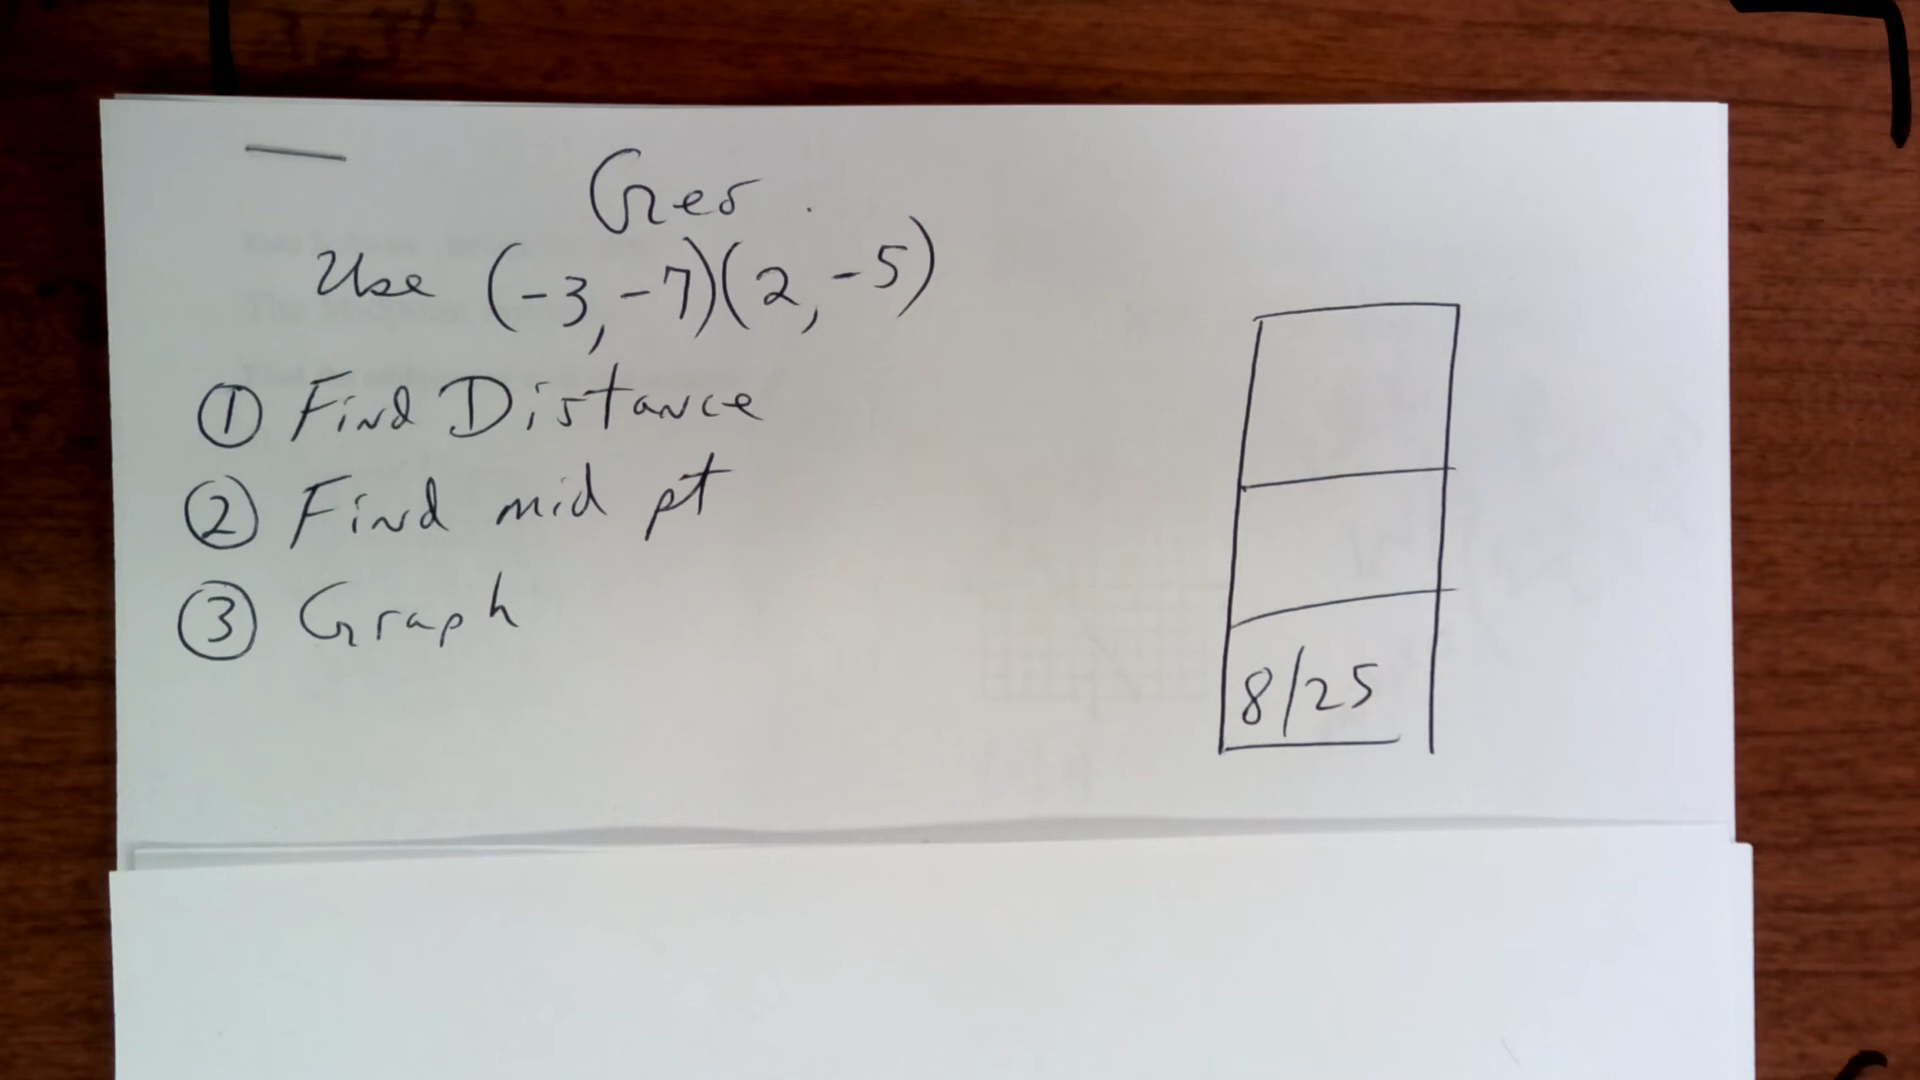 Geo.
Use (-3, -7)(2, -5)
① Find Distance
② Find mid pt
③ Graph
8/25